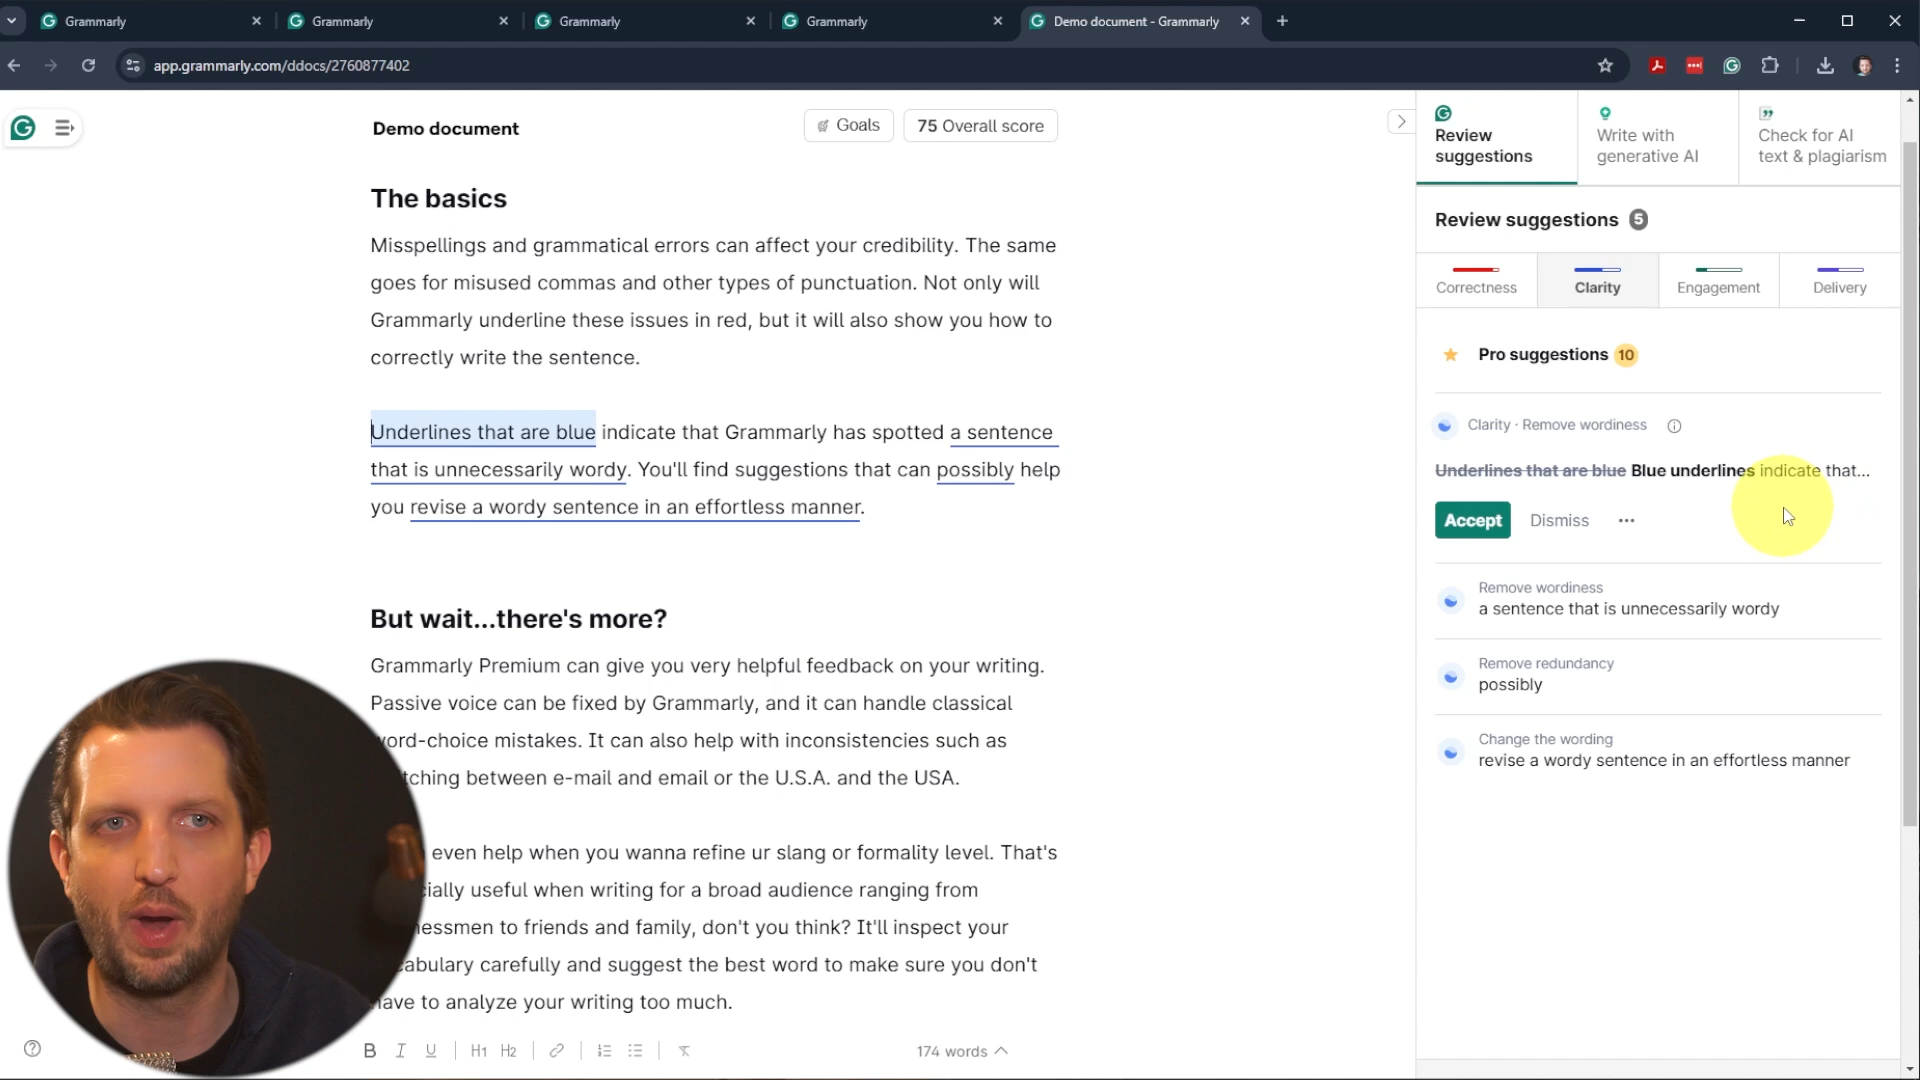 Grammarly
Grammarly
Grammarly
Grammarly
Demo document - Grammarly
app.grammarly.com/ddocs/2760877402
Demo document
Goals
75 Overall score
The basics
Misspellings and grammatical errors can affect your credibility. The same
goes for misused commas and other types of punctuation. Not only will
Grammarly underline these issues in red, but it will also show you how to
correctly write the sentence.
Underlines that are blue indicate that Grammarly has spotted a sentence
that is unnecessarily wordy. You'll find suggestions that can possibly help
you revise a wordy sentence in an effortless manner.
But wait...there's more?
Grammarly Premium can give you very helpful feedback on your writing.
Passive voice can be fixed by Grammarly, and it can handle classical
word-choice mistakes. It can also help with inconsistencies such as
between e-mail and email or the U.S.A. and the USA.
even help when you wanna refine ur slang or formality level. That's
useful when writing for a broad audience ranging from
to friends and family, don't you think? It'll inspect your
carefully and suggest the best word to make sure you don't
have to analyze your writing too much.
B I U H1 H2
174 words
Review
suggestions
Write with
generative AI
Check for AI
text & plagiarism
Review suggestions 5
Correctness
Clarity
Engagement
Delivery
Pro suggestions 10
Clarity · Remove wordiness
Underlines that are blue Blue underlines indicate that...
Accept
Dismiss
Remove wordiness
a sentence that is unnecessarily wordy
Remove redundancy
possibly
Change the wording
revise a wordy sentence in an effortless manner